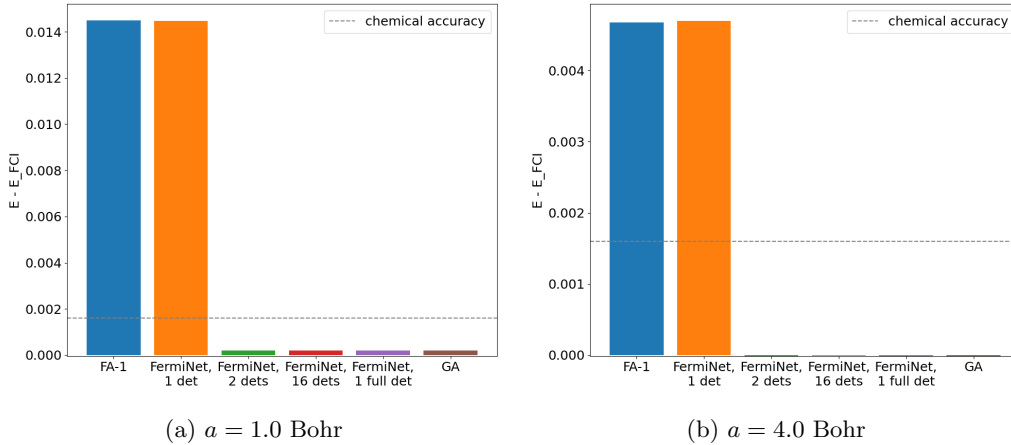 chemical accuracy
0.014
0.012
0.010
0.008
0.006
0.004
0.002
0.000
E - E_FCI
FA-1
FermiNet,
1 det
FermiNet,
2 dets
FermiNet,
16 dets
FermiNet,
1 full det
GA
(a) a = 1.0 Bohr
chemical accuracy
0.004
0.003
0.002
0.001
0.000
E - E_FCI
FA-1
FermiNet,
1 det
FermiNet,
2 dets
FermiNet,
16 dets
FermiNet,
1 full det
GA
(b) a = 4.0 Bohr